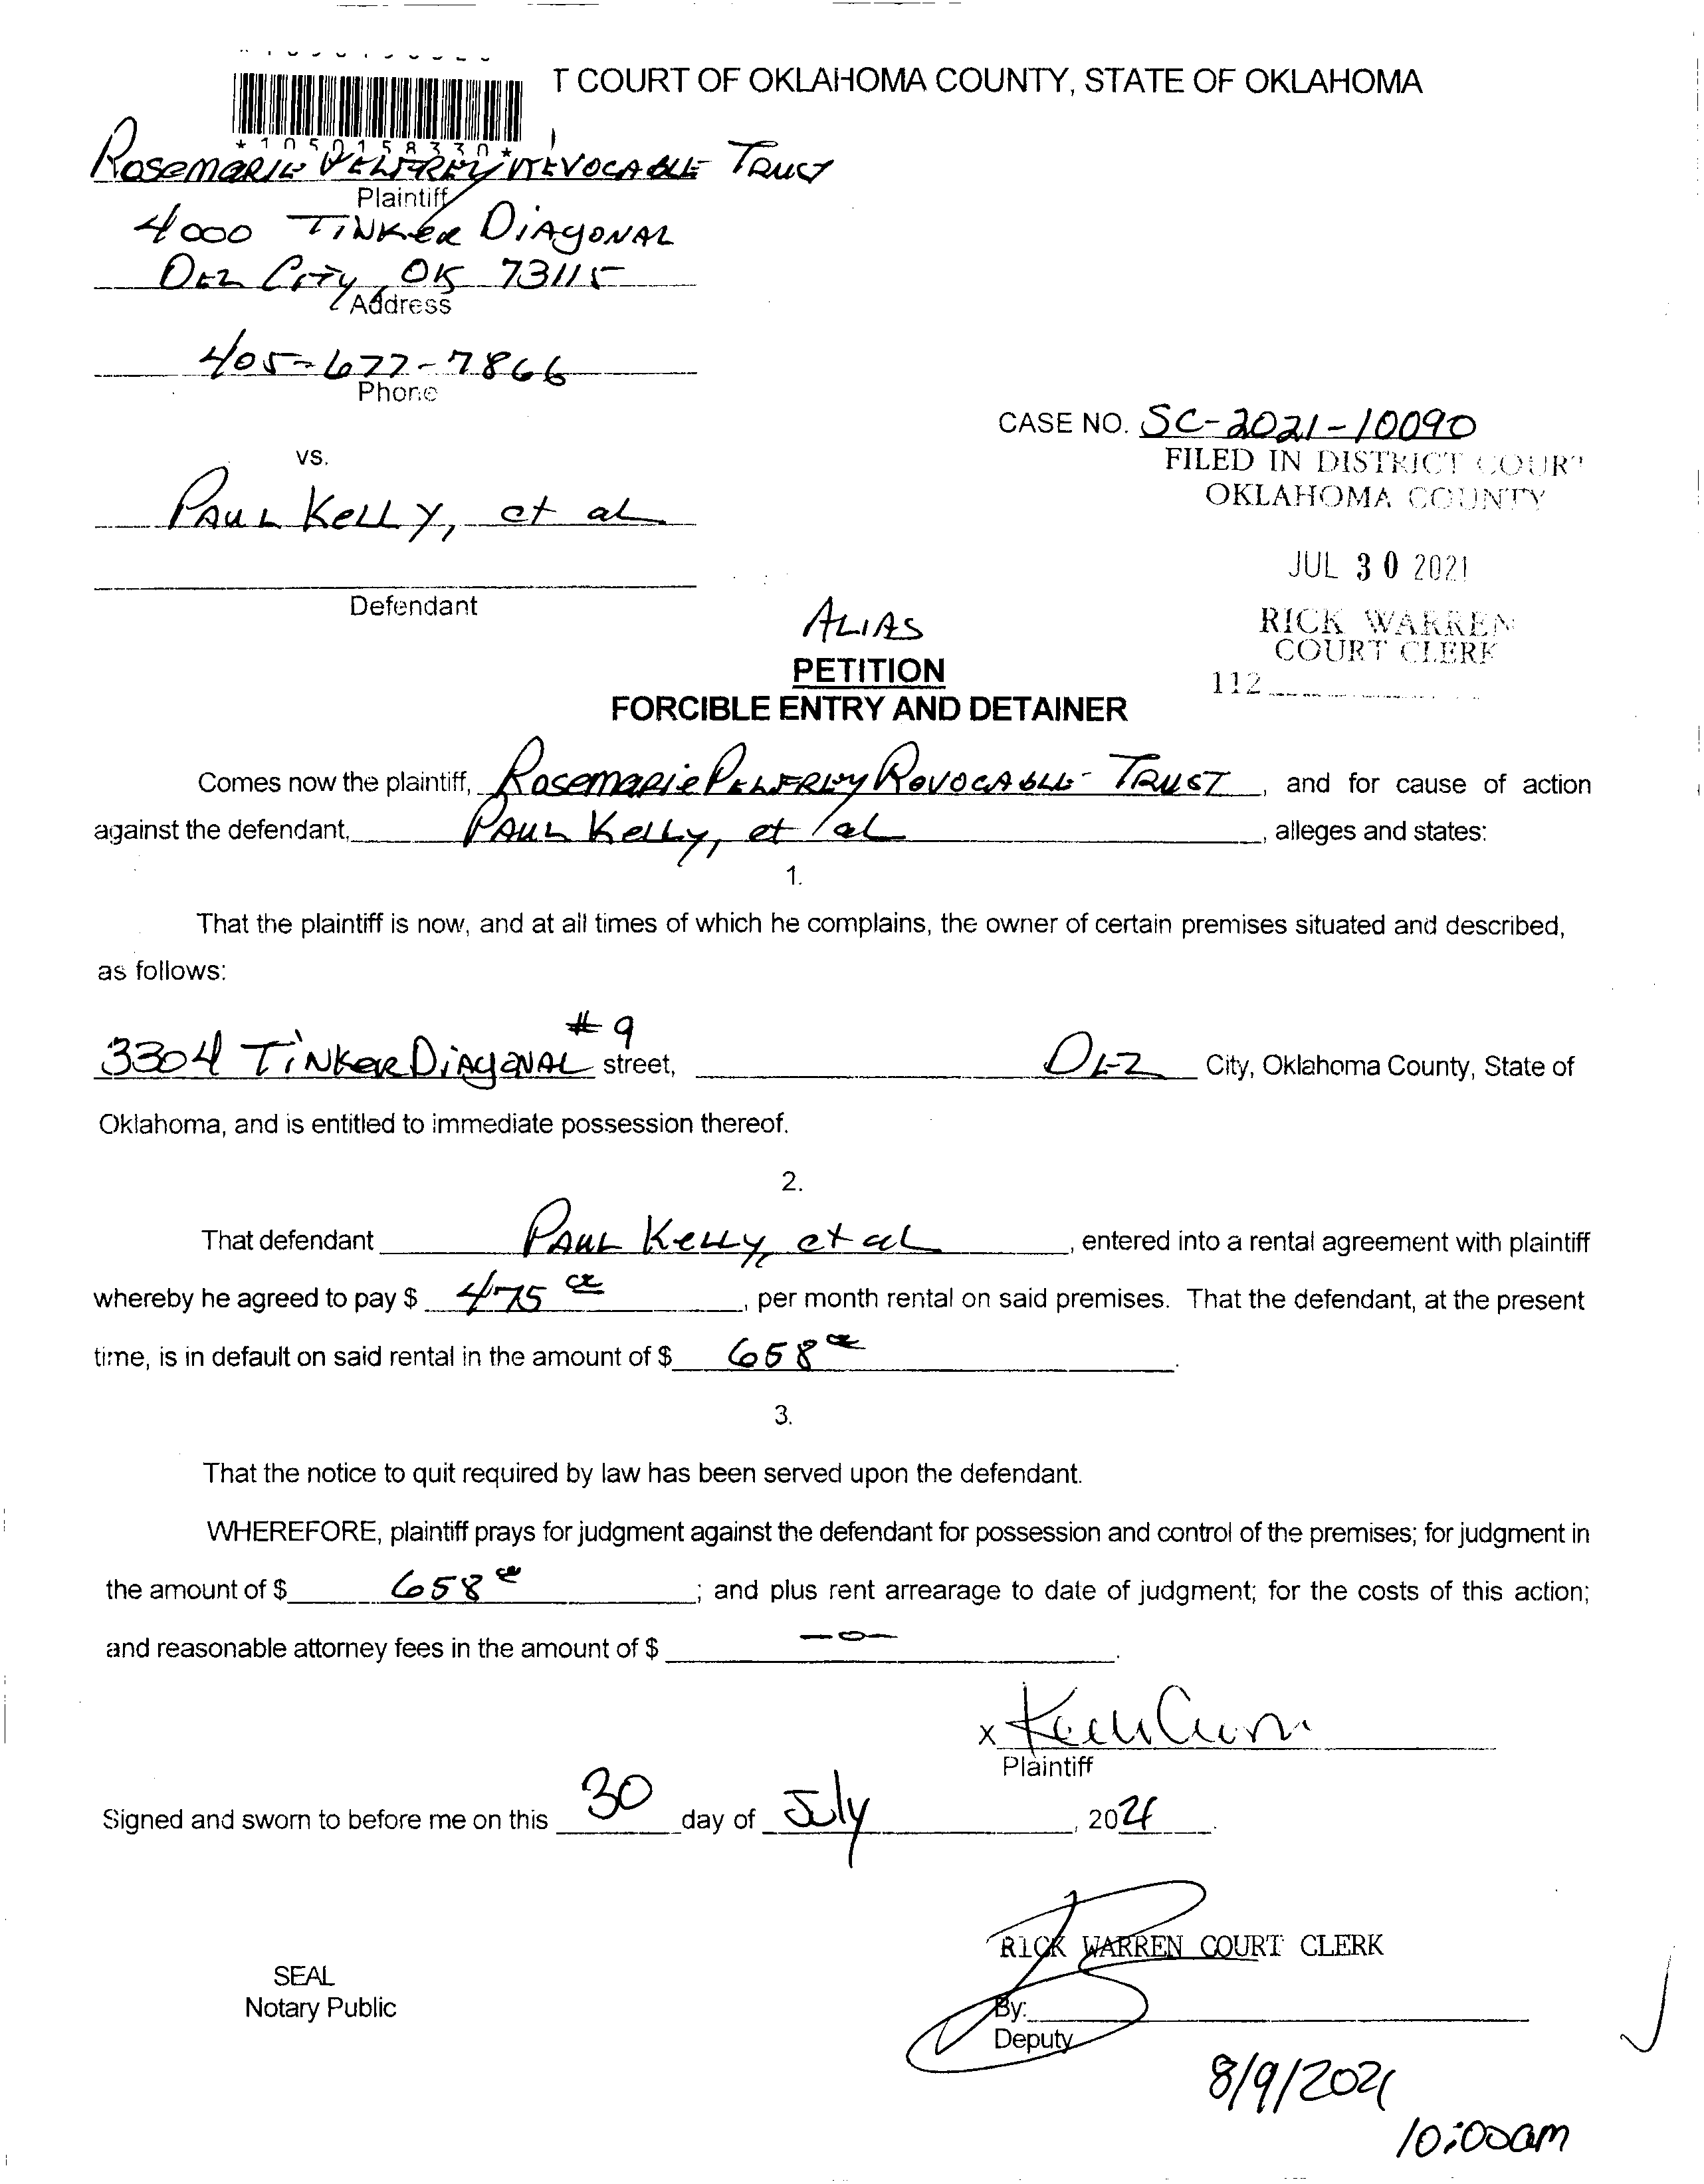 T COURT OF OKLAHOMA COUNTY, STATE OF OKLAHOMA
*1050158330*
Rosemarie Pelfrey Revocable Trust
Plaintiff
4000 Tinker Diagonal
Del City, OK 73115
Address
405-677-7866
Phone
CASE NO. SC-2021-10090
FILED IN DISTRICT COURT
OKLAHOMA COUNTY
vs.
Paul Kelly, et al
JUL 30 2021
Defendant
RICK WARREN
COURT CLERK
112
Alias
PETITION
FORCIBLE ENTRY AND DETAINER
Comes now the plaintiff, Rosemarie Pelfrey Rovocable Trust, and for cause of action
against the defendant, Paul Kelly, et al, alleges and states:
1.
That the plaintiff is now, and at all times of which he complains, the owner of certain premises situated and described,
as follows:
3304 Tinker Diagonal #9 street, Del City, Oklahoma County, State of
Oklahoma, and is entitled to immediate possession thereof.
2.
That defendant Paul Kelly, et al, entered into a rental agreement with plaintiff
whereby he agreed to pay $ 475 , per month rental on said premises. That the defendant, at the present
time, is in default on said rental in the amount of $ 658 .
3.
That the notice to quit required by law has been served upon the defendant.
WHEREFORE, plaintiff prays for judgment against the defendant for possession and control of the premises; for judgment in
the amount of $ 658 ; and plus rent arrearage to date of judgment; for the costs of this action;
and reasonable attorney fees in the amount of $ -0- .
X
Plaintiff
Signed and sworn to before me on this 30 day of July, 2021.
RICK WARREN COURT CLERK
SEAL
Notary Public
By:
Deputy
8/9/2021
10:00am